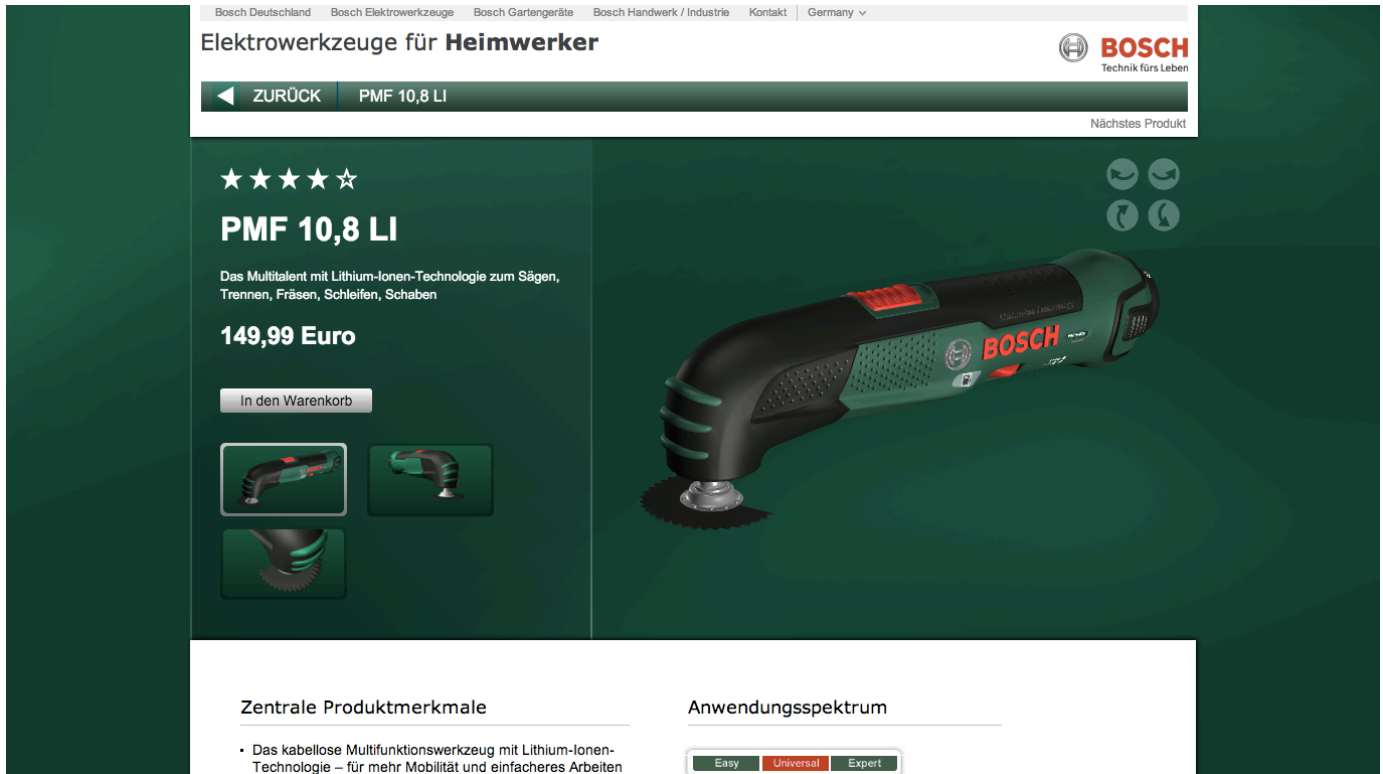 Bosch Deutschland Bosch Elektrowerkzeuge Bosch Gartengeräte Bosch Handwerk / Industrie Kontakt Germany
Elektrowerkzeuge für Heimwerker
BOSCH
Technik fürs Leben
ZURÜCK PMF 10,8 LI
Nächstes Produkt
PMF 10,8 LI
Das Multitalent mit Lithium-Ionen-Technologie zum Sägen,
Trennen, Fräsen, Schleifen, Schaben
149,99 Euro
In den Warenkorb
BOSCH
Zentrale Produktmerkmale
• Das kabellose Multifunktionswerkzeug mit Lithium-Ionen-
Technologie – für mehr Mobilität und einfacheres Arbeiten
Anwendungsspektrum
Easy Universal Expert